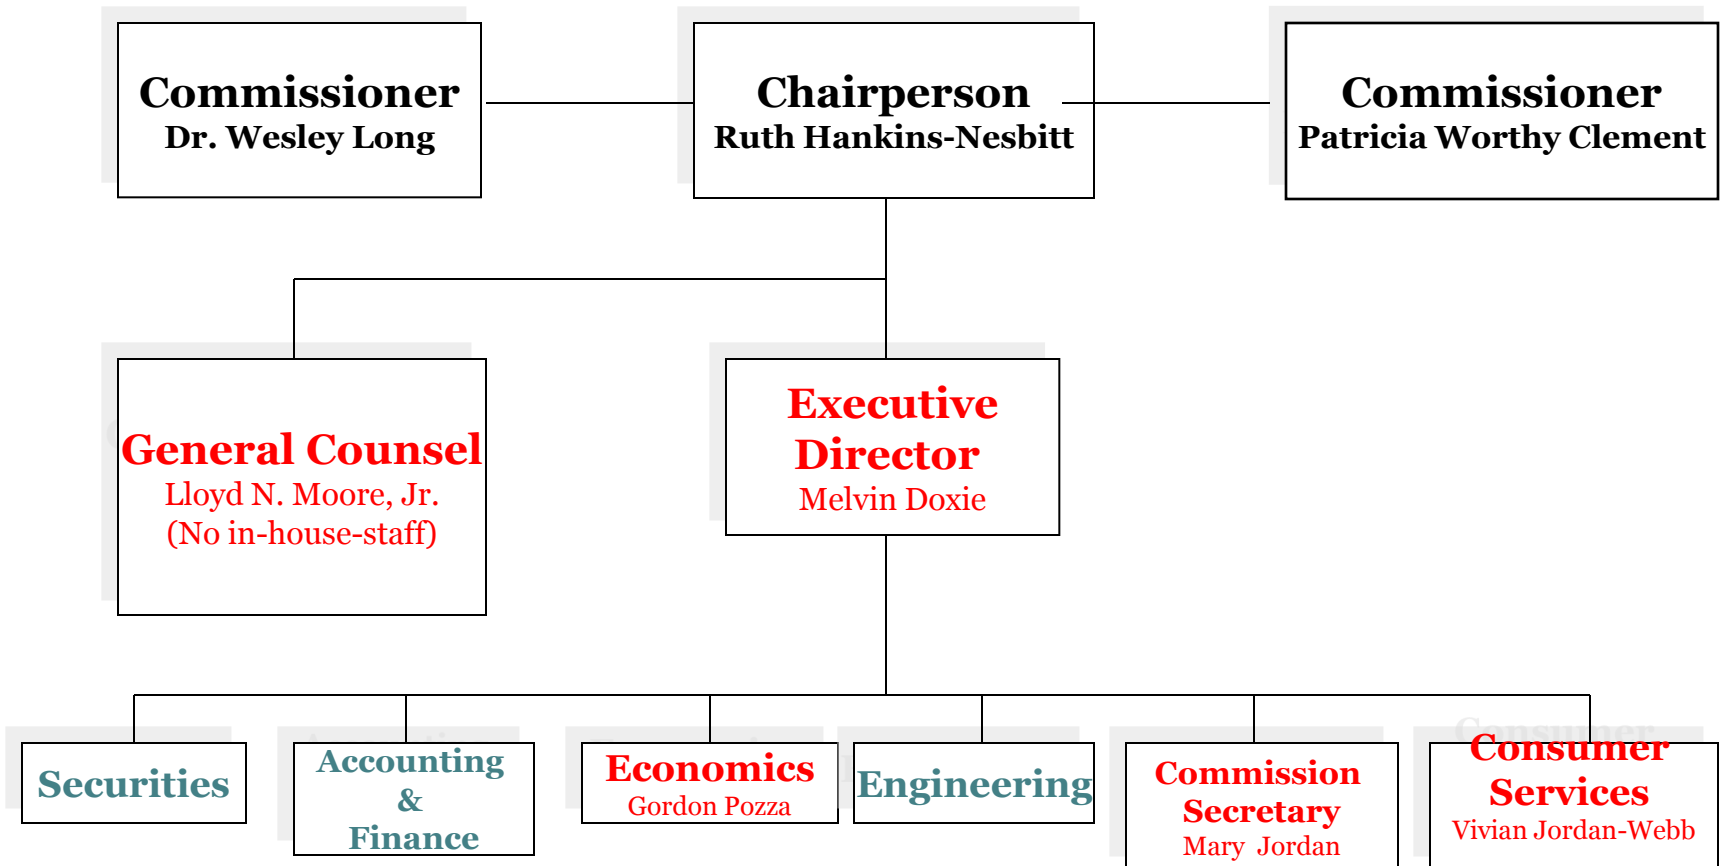 Commissioner
Dr. Wesley Long
Chairperson
Ruth Hankins-Nesbitt
Commissioner
Patricia Worthy Clement
General Counsel
Lloyd N. Moore, Jr.
(No in-house-staff)
Executive
Director
Melvin Doxie
Securities
Accounting
&
Finance
Economics
Gordon Pozza
Engineering
Commission
Secretary
Mary Jordan
Consumer
Services
Vivian Jordan-Webb